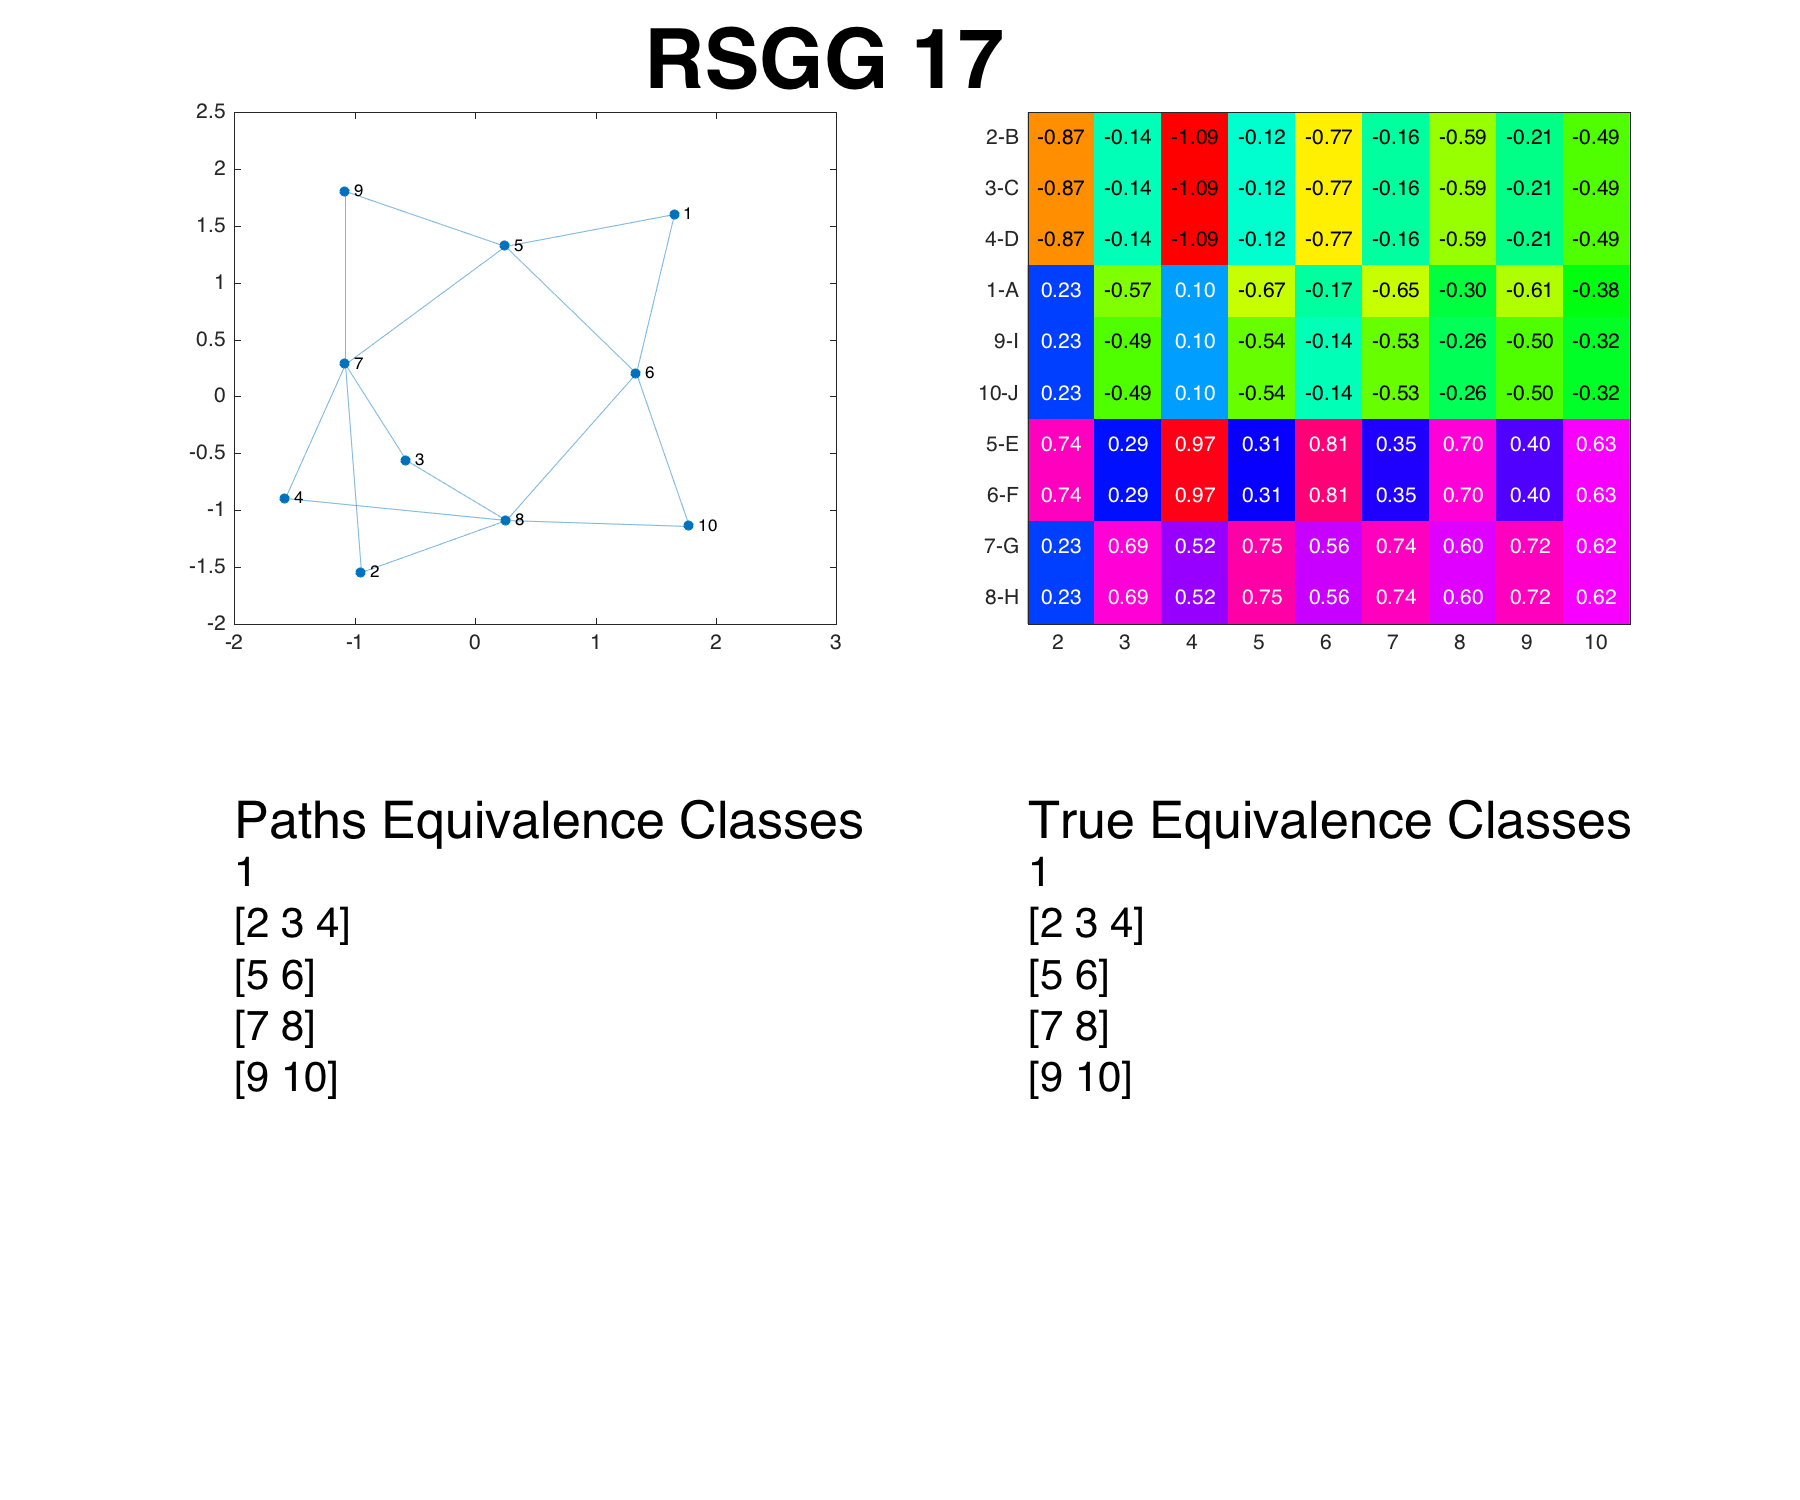 RSGG 17
2.5
2
1.5
1
0.5
0
-0.5
-1
-1.5
-2
-2 -1 0 1 2 3
9
1
5
7
6
3
4
8
10
2
2-B -0.87 -0.14 -1.09 -0.12 -0.77 -0.16 -0.59 -0.21 -0.49
3-C -0.87 -0.14 -1.09 -0.12 -0.77 -0.16 -0.59 -0.21 -0.49
4-D -0.87 -0.14 -1.09 -0.12 -0.77 -0.16 -0.59 -0.21 -0.49
1-A 0.23 -0.57 0.10 -0.67 -0.17 -0.65 -0.30 -0.61 -0.38
9-I 0.23 -0.49 0.10 -0.54 -0.14 -0.53 -0.26 -0.50 -0.32
10-J 0.23 -0.49 0.10 -0.54 -0.14 -0.53 -0.26 -0.50 -0.32
5-E 0.74 0.29 0.97 0.31 0.81 0.35 0.70 0.40 0.63
6-F 0.74 0.29 0.97 0.31 0.81 0.35 0.70 0.40 0.63
7-G 0.23 0.69 0.52 0.75 0.56 0.74 0.60 0.72 0.62
8-H 0.23 0.69 0.52 0.75 0.56 0.74 0.60 0.72 0.62
2 3 4 5 6 7 8 9 10
Paths Equivalence Classes
1
[2 3 4]
[5 6]
[7 8]
[9 10]
True Equivalence Classes
1
[2 3 4]
[5 6]
[7 8]
[9 10]